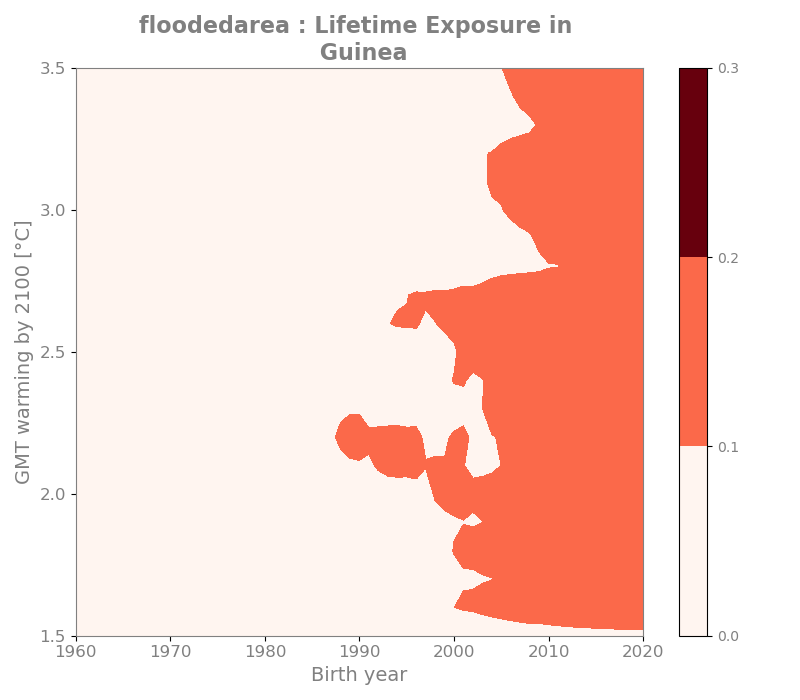 floodedarea : Lifetime Exposure in
Guinea
3.5
3.0
2.5
2.0
1.5
GMT warming by 2100 [°C]
1960 1970 1980 1990 2000 2010 2020
Birth year
0.3
0.2
0.1
0.0